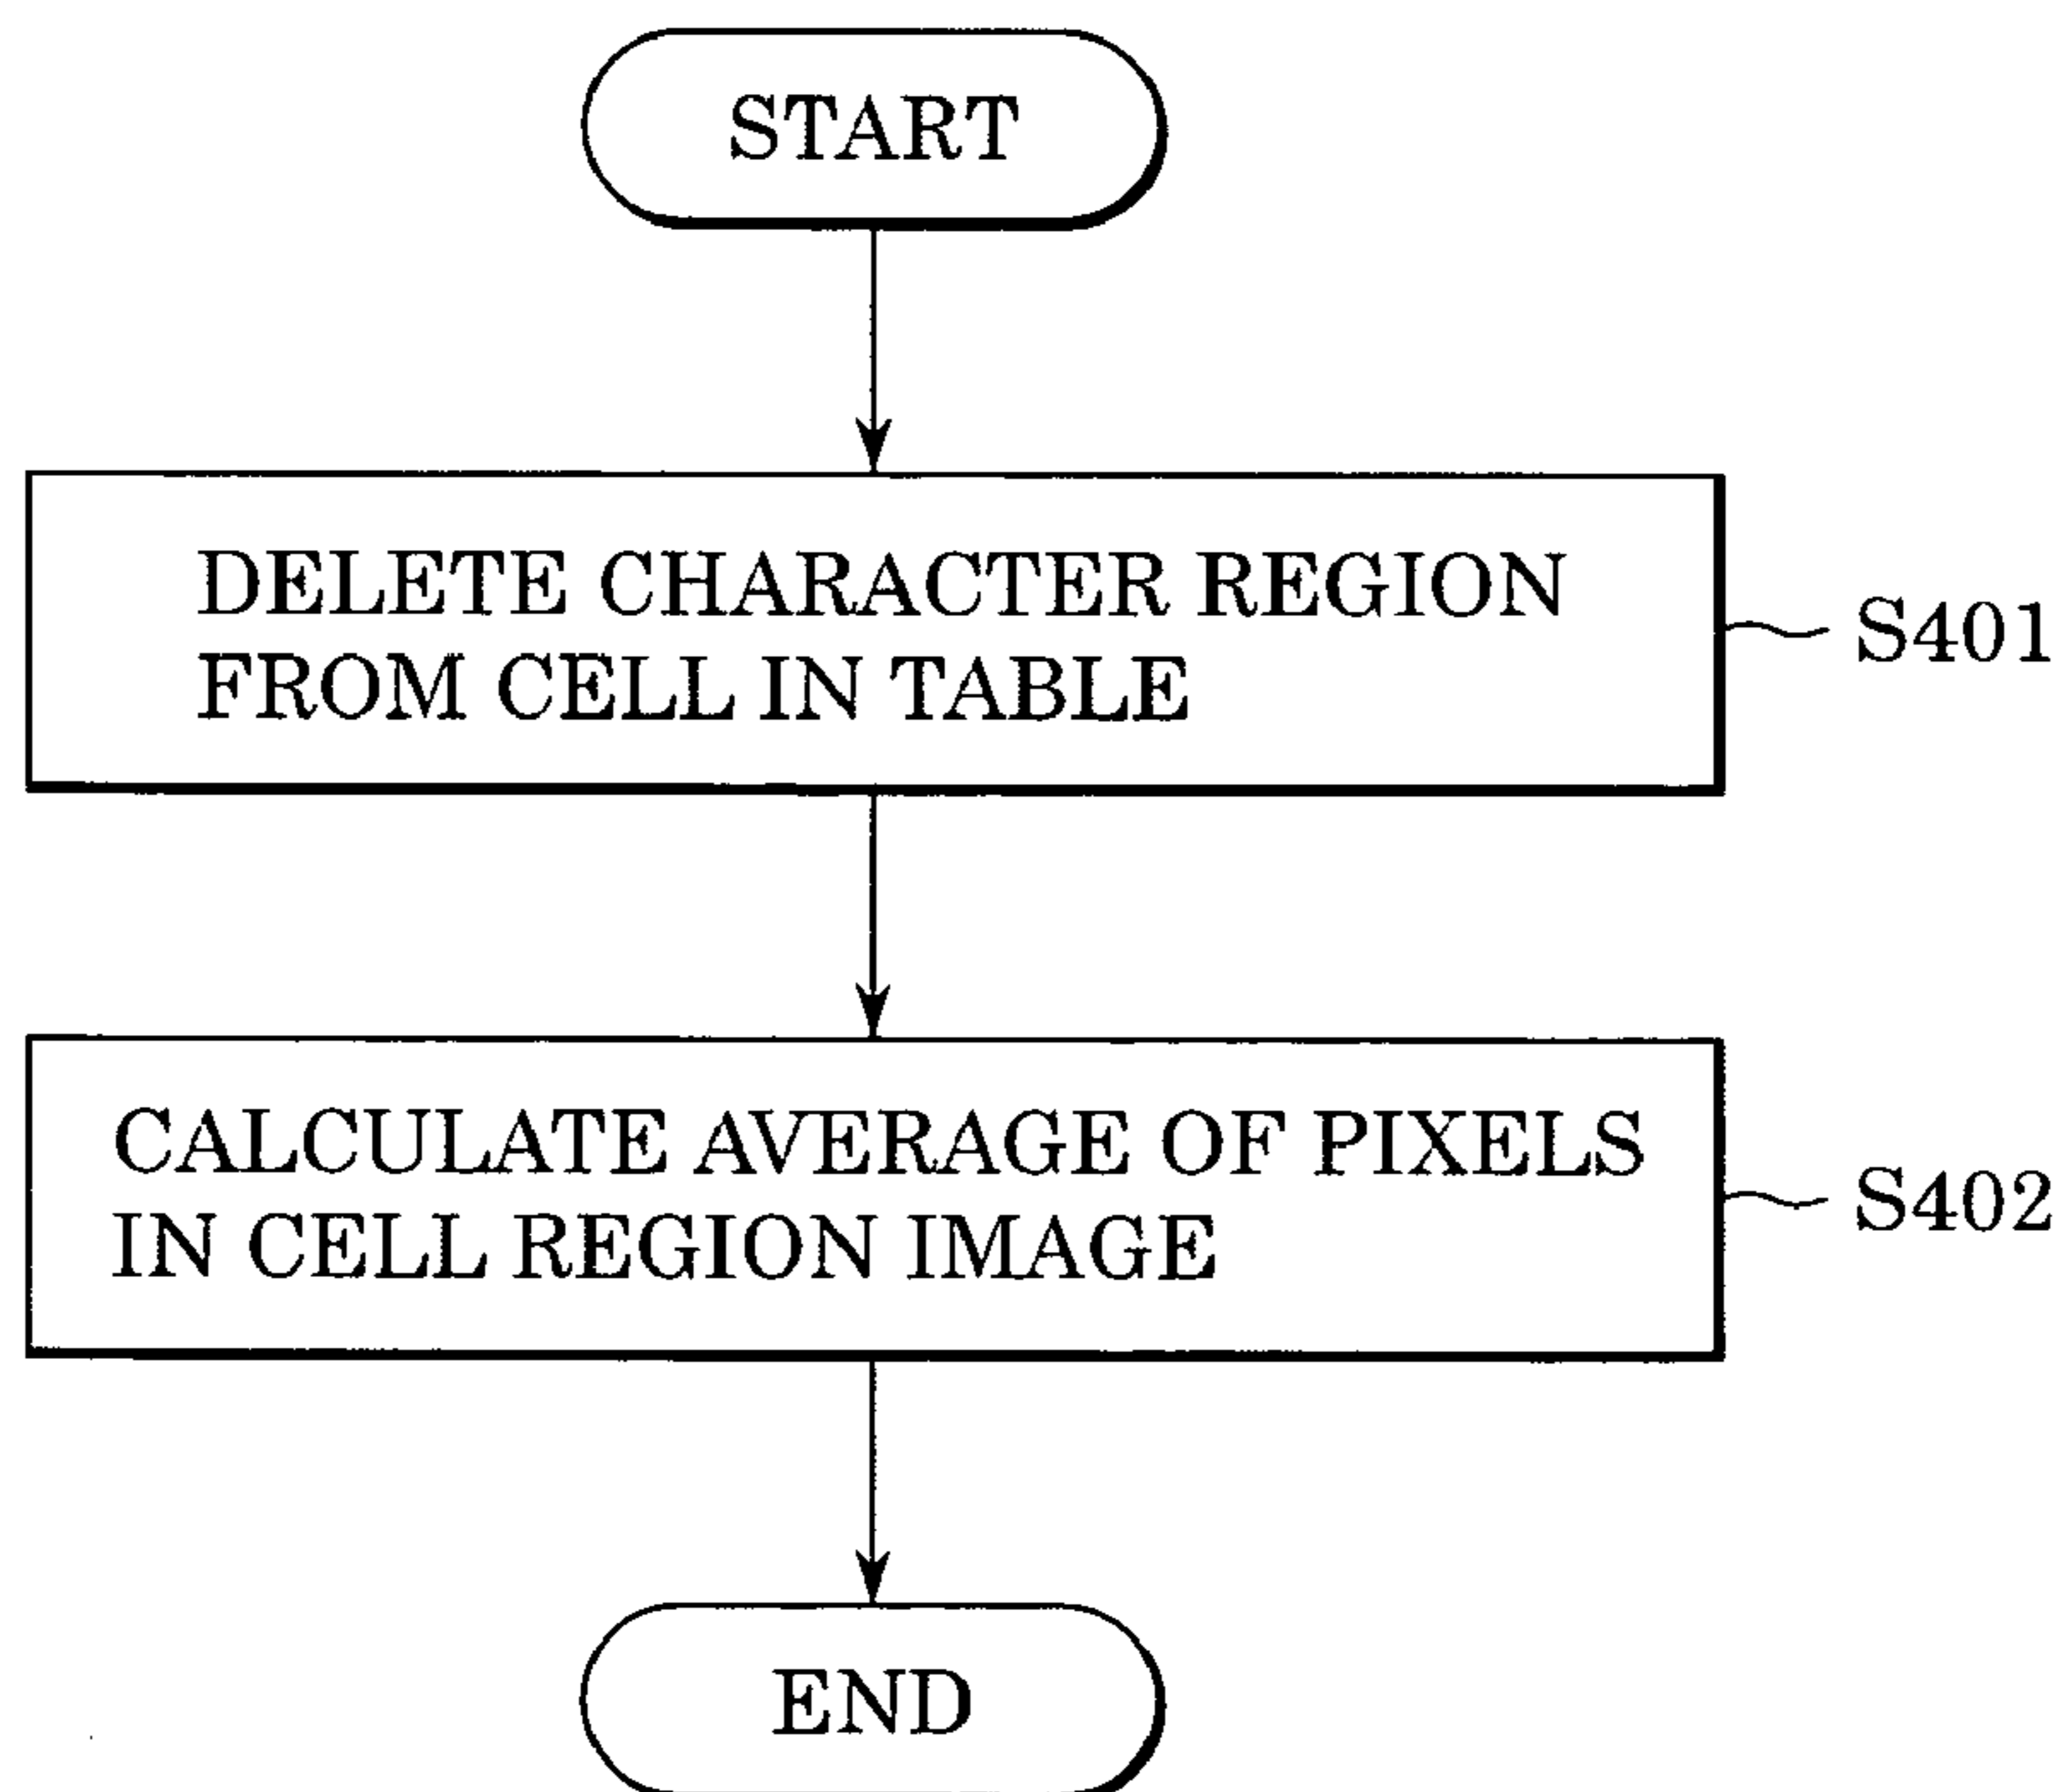 START
DELETE CHARACTER REGION
FROM CELL IN TABLE
S401
CALCULATE AVERAGE OF PIXELS
IN CELL REGION IMAGE
S402
END